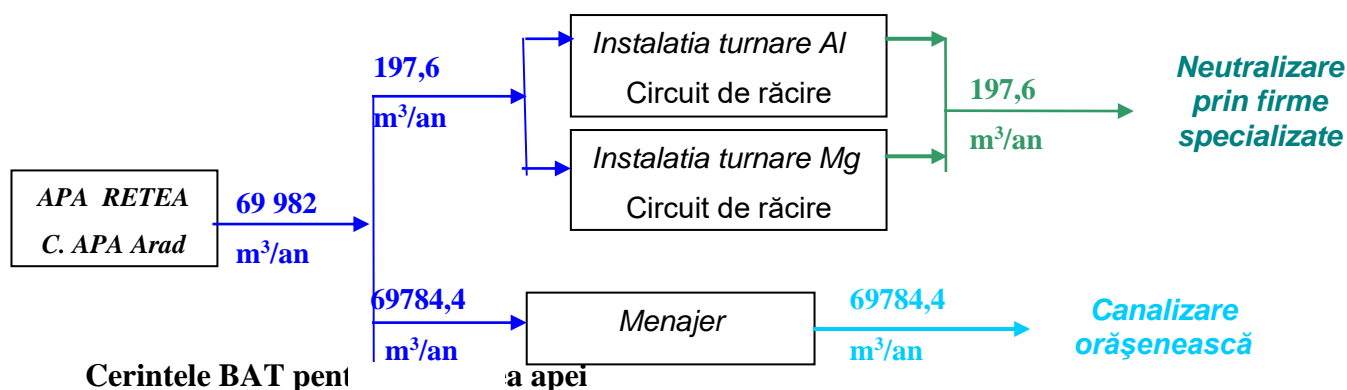 Instalatia turnare Al
Circuit de răcire
197,6
m³/an
197,6
m³/an
Neutralizare
prin firme
specializate
Instalatia turnare Mg
Circuit de răcire
APA RETEA
C. APA Arad
69 982
m³/an
69784,4
m³/an
Menajer
69784,4
m³/an
Canalizare
orăşenească
Cerintele BAT apei